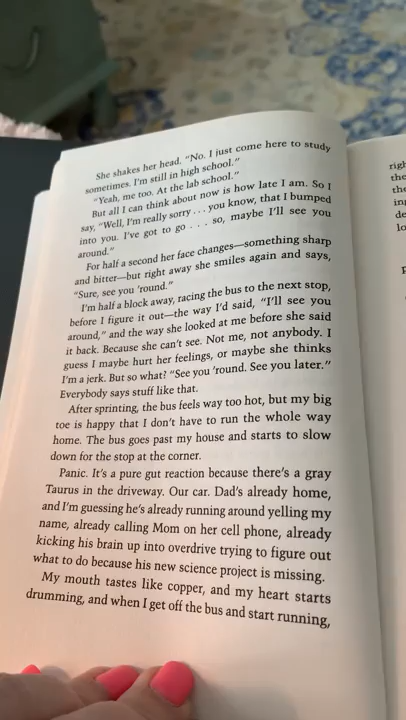 She shakes her head. “No. I just come here to study
sometimes. I’m still in high school.”
“Yeah, me too. At the lab school.”
But all I can think about now is how late I am. So I
say, “Well, I’m really sorry . . . you know, that I bumped
into you. I’ve got to go . . . so, maybe I’ll see you
around.”
For half a second her face changes—something sharp
and bitter—but right away she smiles again and says,
“Sure, see you ’round.”
I’m half a block away, racing the bus to the next stop,
before I figure it out—the way I’d said, “I’ll see you
around,” and the way she looked at me before she said
it back. Because she can’t see. Not me, not anybody. I
guess I maybe hurt her feelings, or maybe she thinks
I’m a jerk. But so what? “See you ’round. See you later.”
Everybody says stuff like that.
After sprinting, the bus feels way too hot, but my big
toe is happy that I don’t have to run the whole way
home. The bus goes past my house and starts to slow
down for the stop at the corner.
Panic. It’s a pure gut reaction because there’s a gray
Taurus in the driveway. Our car. Dad’s already home,
and I’m guessing he’s already running around yelling my
name, already calling Mom on her cell phone, already
kicking his brain up into overdrive trying to figure out
what to do because his new science project is missing.
My mouth tastes like copper, and my heart starts
drumming, and when I get off the bus and start running,